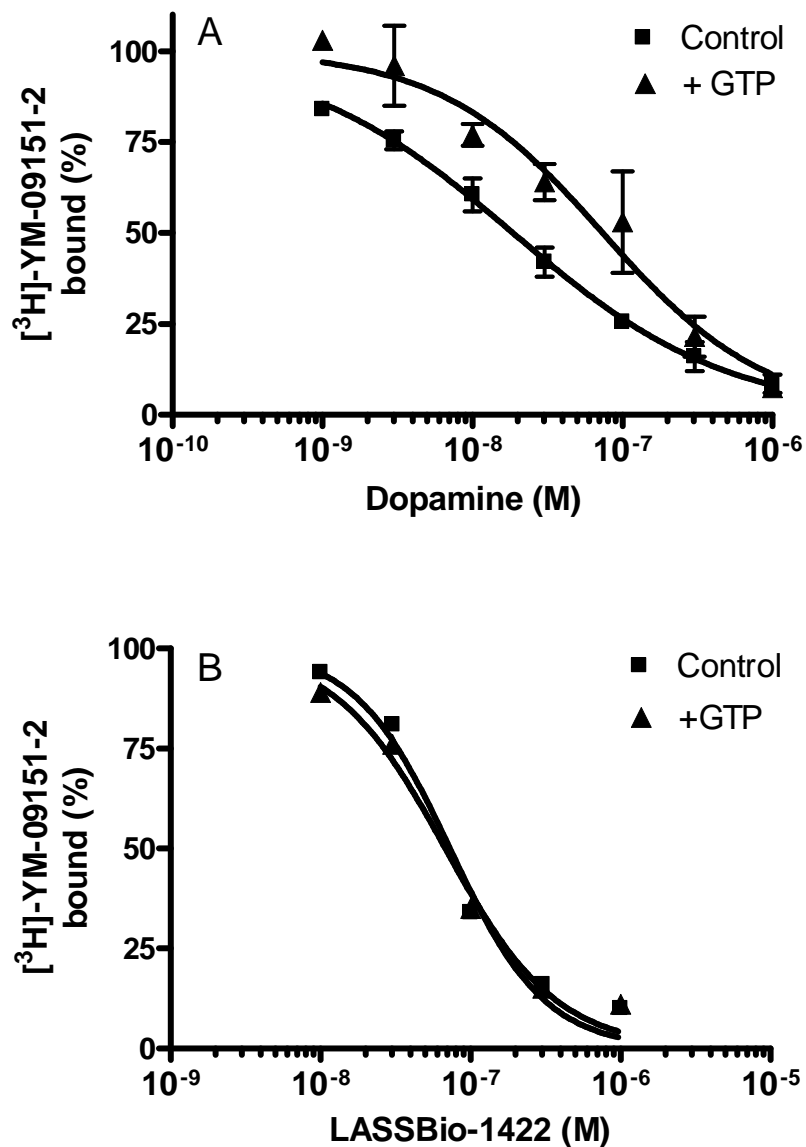 A
Control
+ GTP
[³H]-YM-09151-2
bound (%)
100
75
50
25
0
10⁻¹⁰ 10⁻⁹ 10⁻⁸ 10⁻⁷ 10⁻⁶
Dopamine (M)
B
Control
+GTP
[³H]-YM-09151-2
bound (%)
100
75
50
25
0
10⁻⁹ 10⁻⁸ 10⁻⁷ 10⁻⁶ 10⁻⁵
LASSBio-1422 (M)